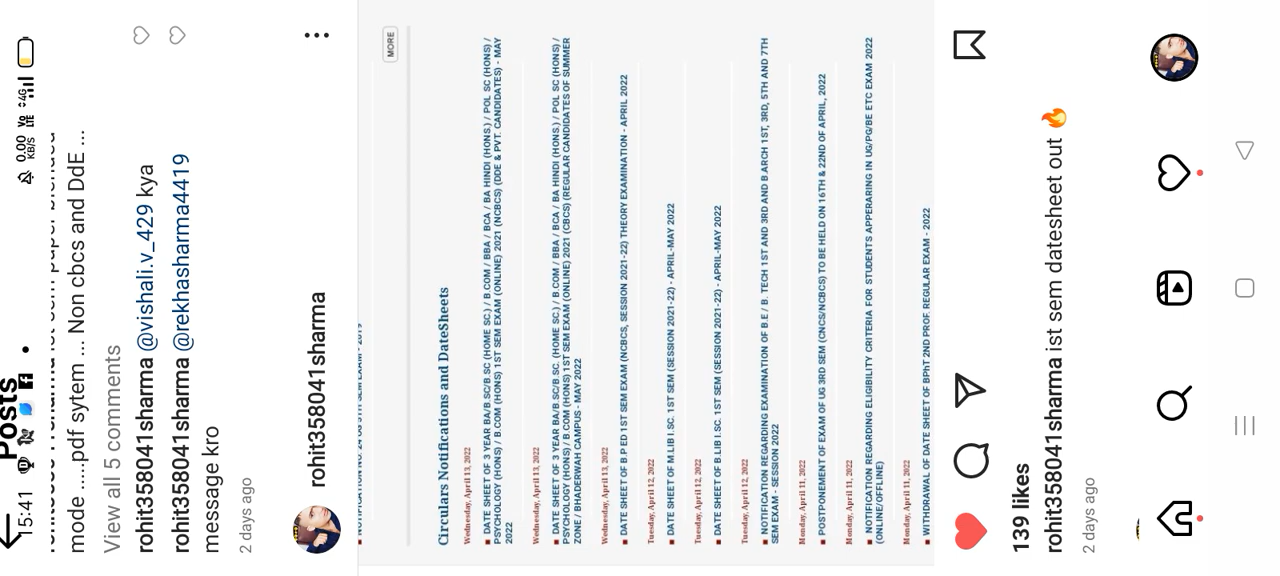 15:41
0.00 KB/S
Vo LTE
4G
Posts
mode ......pdf sytem ... Non cbcs and DdE ...
View all 5 comments
rohit358041sharma @vishali.v_429 kya
rohit358041sharma @rekhasharma4419
message kro
2 days ago
rohit358041sharma
MORE
Circulars Notifications and DateSheets
Wednesday, April 13, 2022
DATE SHEET OF 3 YEAR BA/B.SC/B.SC (HOME SC.) / B.COM / BBA / BCA / BA HINDI (HONS.) / POL SC (HONS) /
PSYCHOLOGY (HONS) / B.COM (HONS) 1ST SEM EXAM (ONLINE) 2021 (NCBCS) (DDE & PVT. CANDIDATES) - MAY
2022
Wednesday, April 13, 2022
DATE SHEET OF 3 YEAR BA/B.SC/B.SC. (HOME SC.) / B.COM / BBA / BCA / BA HINDI (HONS.) / POL SC (HONS) /
PSYCHOLOGY (HONS) / B.COM (HONS) 1ST SEM EXAM (ONLINE) 2021 (CBCS) (REGULAR CANDIDATES OF SUMMER
ZONE / BHADERWAH CAMPUS - MAY 2022
Wednesday, April 13, 2022
DATE SHEET OF B.P.ED 1ST SEM EXAM (NCBCS, SESSION 2021-22) THEORY EXAMINATION - APRIL 2022
Tuesday, April 12, 2022
DATE SHEET OF M.LIB I.SC. 1ST SEM (SESSION 2021-22) - APRIL-MAY 2022
Tuesday, April 12, 2022
DATE SHEET OF B.LIB I.SC. 1ST SEM (SESSION 2021-22) - APRIL-MAY 2022
Tuesday, April 12, 2022
NOTIFICATION REGARDING EXAMINATION OF B.E / B. TECH 1ST AND 3RD AND B ARCH 1ST, 3RD, 5TH AND 7TH
SEM EXAM - SESSION 2022
Monday, April 11, 2022
POSTPONEMENT OF EXAM OF UG 3RD SEM (CNCS/NCBCS) TO BE HELD ON 16TH & 22ND OF APRIL, 2022
Monday, April 11, 2022
NOTIFICATION REGARDING ELIGIBILITY CRITERIA FOR STUDENTS APPERARING IN UG/PG/BE ETC EXAM 2022
(ONLINE/OFFLINE)
Monday, April 11, 2022
WITHDRAWAL OF DATE SHEET OF BPhT 2ND PROF. REGULAR EXAM - 2022
139 likes
rohit358041sharma ist sem datesheet out 🔥
2 days ago